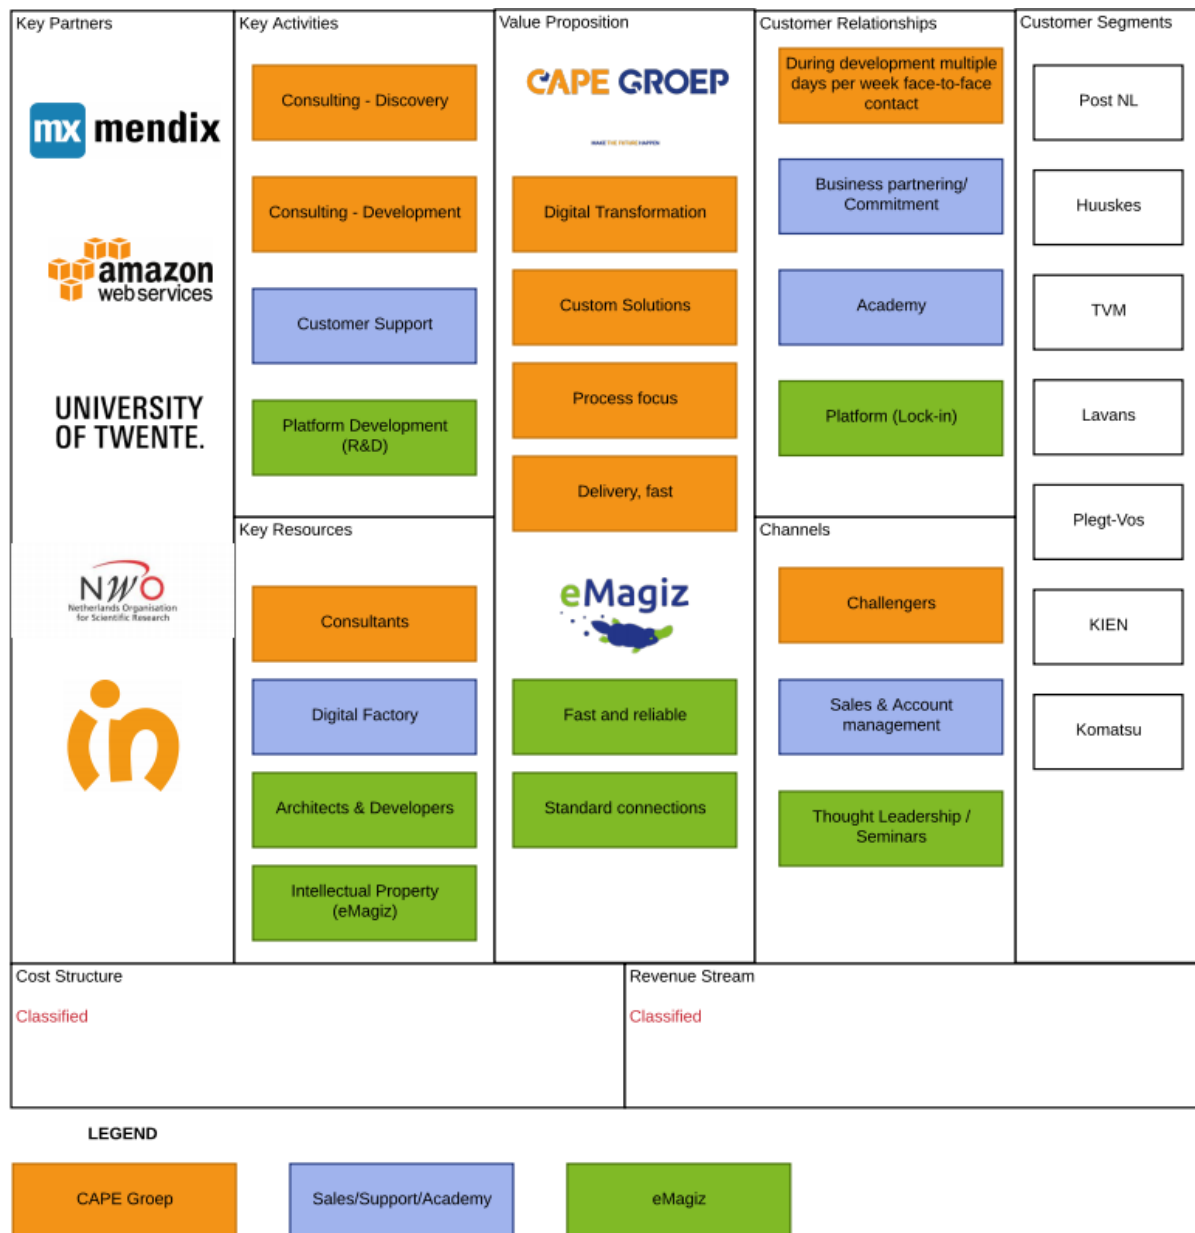 Key Partners
mx mendix
amazon
web services
UNIVERSITY
OF TWENTE.
NWO
Netherlands Organisation
for Scientific Research
in
Key Activities
Consulting - Discovery
Consulting - Development
Customer Support
Platform Development
(R&D)
Key Resources
Consultants
Digital Factory
Architects & Developers
Intellectual Property
(eMagiz)
Value Proposition
CAPE GROEP
MAKE THE FUTURE HAPPEN
Digital Transformation
Custom Solutions
Process focus
Delivery, fast
eMagiz
Fast and reliable
Standard connections
Customer Relationships
During development multiple
days per week face-to-face
contact
Business partnering/
Commitment
Academy
Platform (Lock-in)
Channels
Challengers
Sales & Account
management
Thought Leadership /
Seminars
Customer Segments
Post NL
Huuskes
TVM
Lavans
Plegt-Vos
KIEN
Komatsu
Cost Structure
Classified
Revenue Stream
Classified
LEGEND
CAPE Groep
Sales/Support/Academy
eMagiz